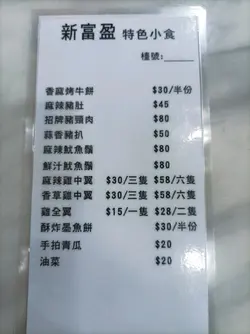 新富盈 特色小食
檯號:_____
香麻烤牛餅 $30/半份
麻辣豬肚 $45
招牌豬頸肉 $80
蒜香豬扒 $50
麻辣魷魚鬚 $80
鮮汁魷魚鬚 $80
麻辣雞中翼 $30/三隻 $58/六隻
香草雞中翼 $30/三隻 $58/六隻
雞全翼 $15/一隻 $28/二隻
酥炸墨魚餅 $30/半份
手拍青瓜 $20
油菜 $20